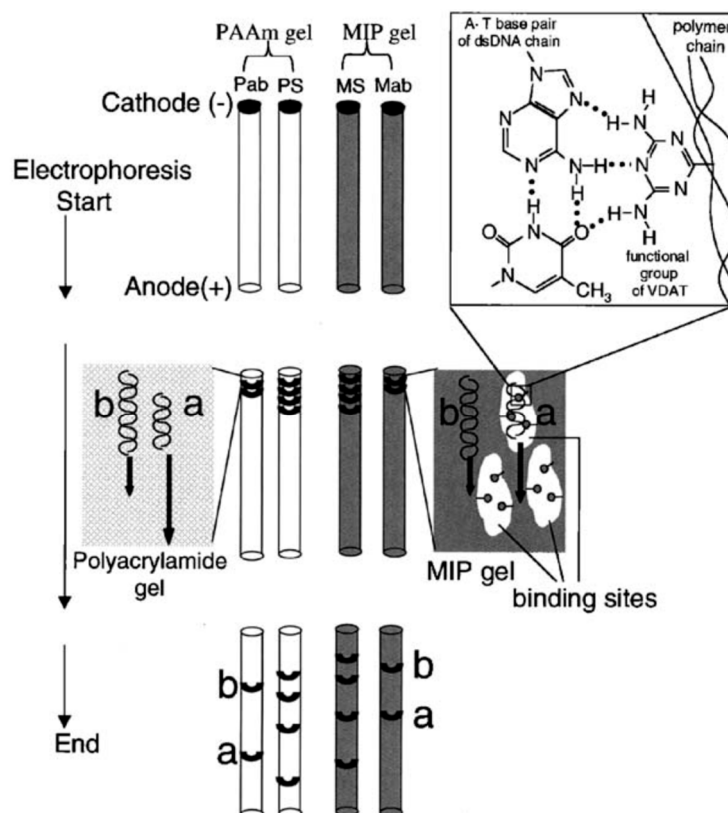 PAAm gel MIP gel
Pab PS MS Mab
Cathode (-)
Electrophoresis
Start
Anode(+)
A· T base pair
of dsDNA chain
polymer
chain
N
N
N
N
N
H
H
N
H
O
O
N
N
CH₃
H
H
N
N
N
N
N
H
H
functional
group
of VDAT
b
a
Polyacrylamide
gel
b
a
MIP gel
binding sites
b
a
b
a
End